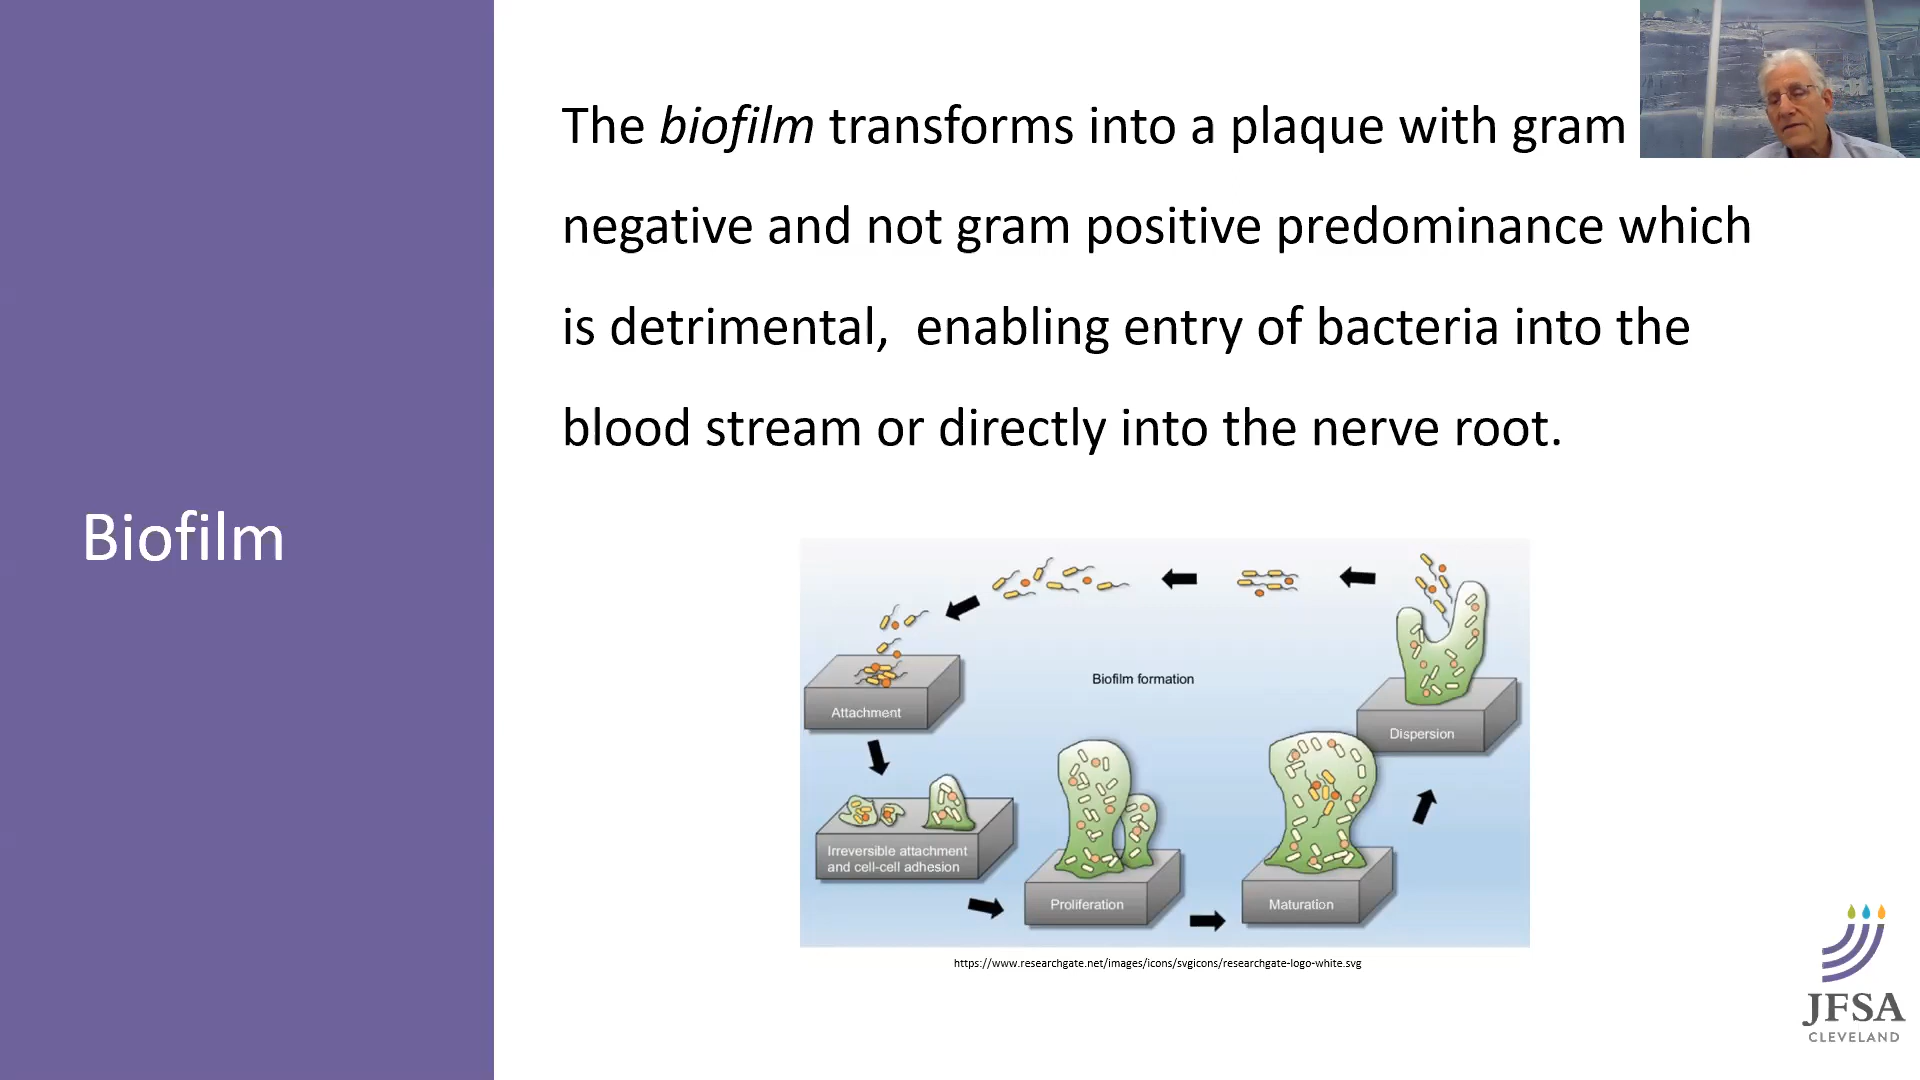 The biofilm transforms into a plaque with gram
negative and not gram positive predominance which
is detrimental,  enabling entry of bacteria into the
blood stream or directly into the nerve root.
Biofilm
Biofilm formation
Attachment
Dispersion
Irreversible attachment
and cell-cell adhesion
Proliferation
Maturation
https://www.researchgate.net/images/icons/svgicons/researchgate-logo-white.svg
JFSA
CLEVELAND